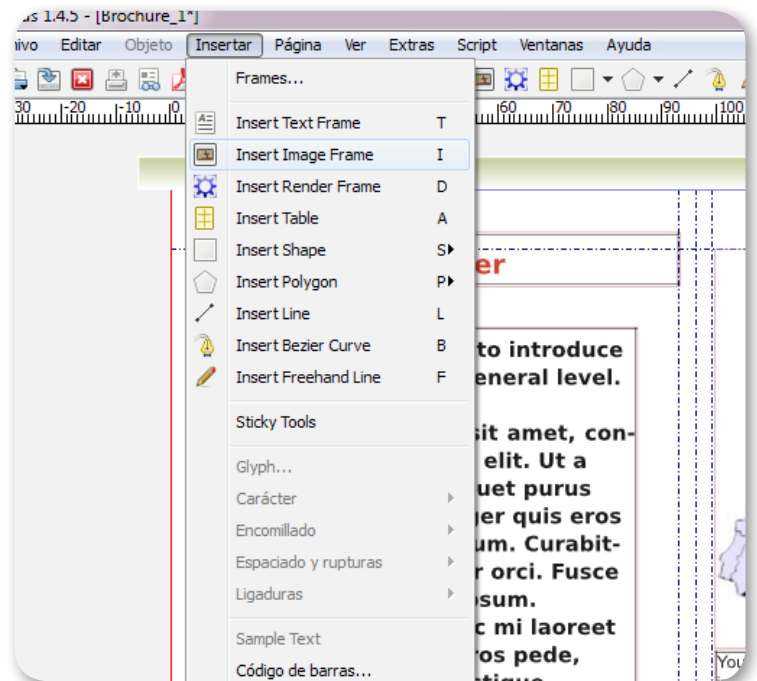 us 1.4.5 - [Brochure_1*]
ivo Editar Objeto Insertar Página Ver Extras Script Ventanas Ayuda
30 -20 -10 0 60 70 80 90 100
Frames...
Insert Text Frame T
Insert Image Frame I
Insert Render Frame D
Insert Table A
Insert Shape S
Insert Polygon P
Insert Line L
Insert Bezier Curve B
Insert Freehand Line F
Sticky Tools
Glyph...
Carácter
Encomillado
Espaciado y rupturas
Ligaduras
Sample Text
Código de barras...
er
to introduce
eneral level.
sit amet, con-
elit. Ut a
uet purus
er quis eros
um. Curabit-
r orci. Fusce
sum.
c mi laoreet
os pede,
You